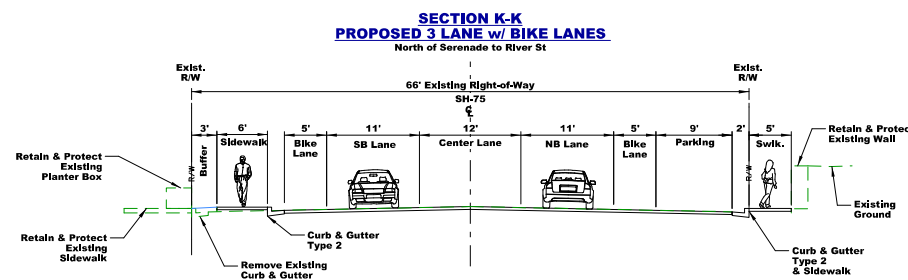 SECTION K-K
PROPOSED 3 LANE w/ BIKE LANES
North of Serenade to River St
Exist.
R/W
Exist.
R/W
66' Existing Right-of-Way
SH-75
CL
3'
6'
5'
11'
12'
11'
5'
9'
2'
5'
Buffer
Sidewalk
Bike
Lane
SB Lane
Center Lane
NB Lane
Bike
Lane
Parking
Swlk.
R/W
R/W
Retain & Protect
Existing
Planter Box
Retain & Protect
Existing
Sidewalk
Remove Existing
Curb & Gutter
Curb & Gutter
Type 2
Retain & Protec
Existing Wall
Existing
Ground
Curb & Gutter
Type 2
& Sidewalk